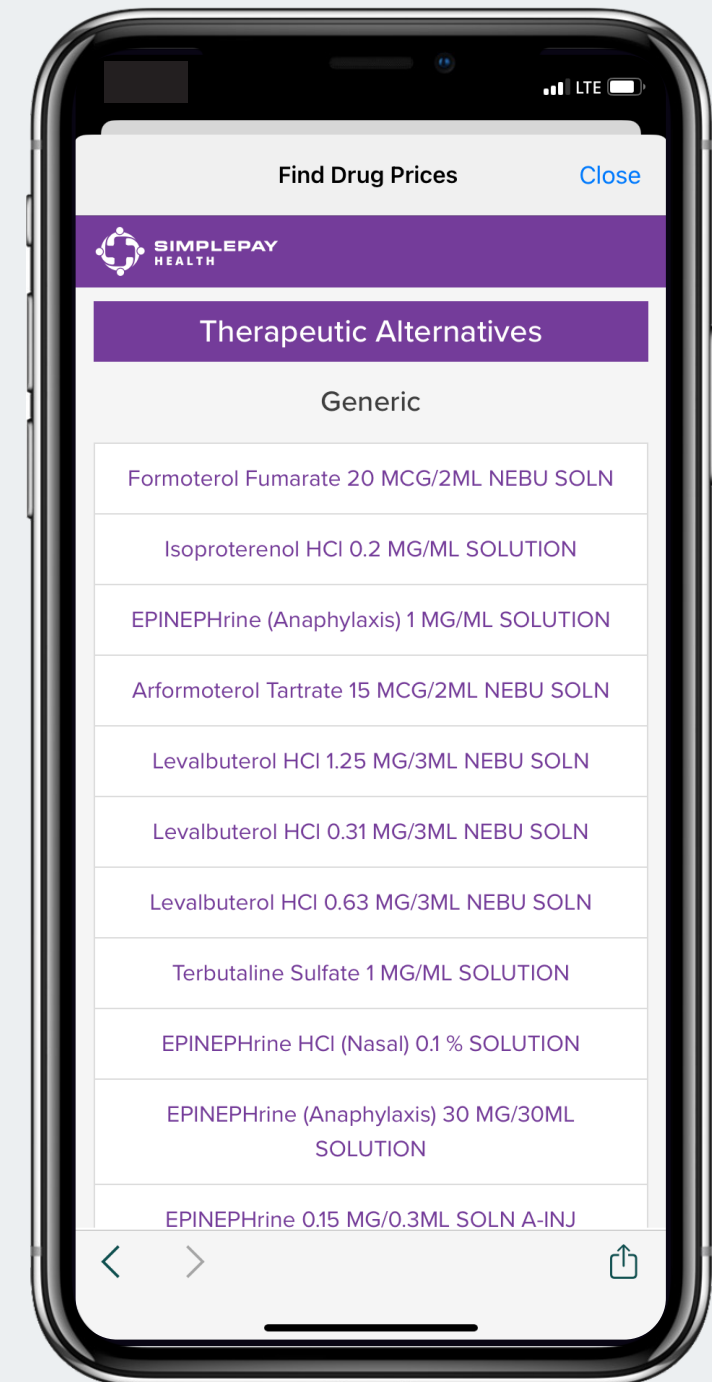 LTE
Find Drug Prices
Close
SIMPLEPAY
HEALTH
Therapeutic Alternatives
Generic
Formoterol Fumarate 20 MCG/2ML NEBU SOLN
Isoproterenol HCl 0.2 MG/ML SOLUTION
EPINEPHrine (Anaphylaxis) 1 MG/ML SOLUTION
Arformoterol Tartrate 15 MCG/2ML NEBU SOLN
Levalbuterol HCl 1.25 MG/3ML NEBU SOLN
Levalbuterol HCl 0.31 MG/3ML NEBU SOLN
Levalbuterol HCl 0.63 MG/3ML NEBU SOLN
Terbutaline Sulfate 1 MG/ML SOLUTION
EPINEPHrine HCl (Nasal) 0.1 % SOLUTION
EPINEPHrine (Anaphylaxis) 30 MG/30ML
SOLUTION
EPINEPHrine 0.15 MG/0.3ML SOLN A-INJ